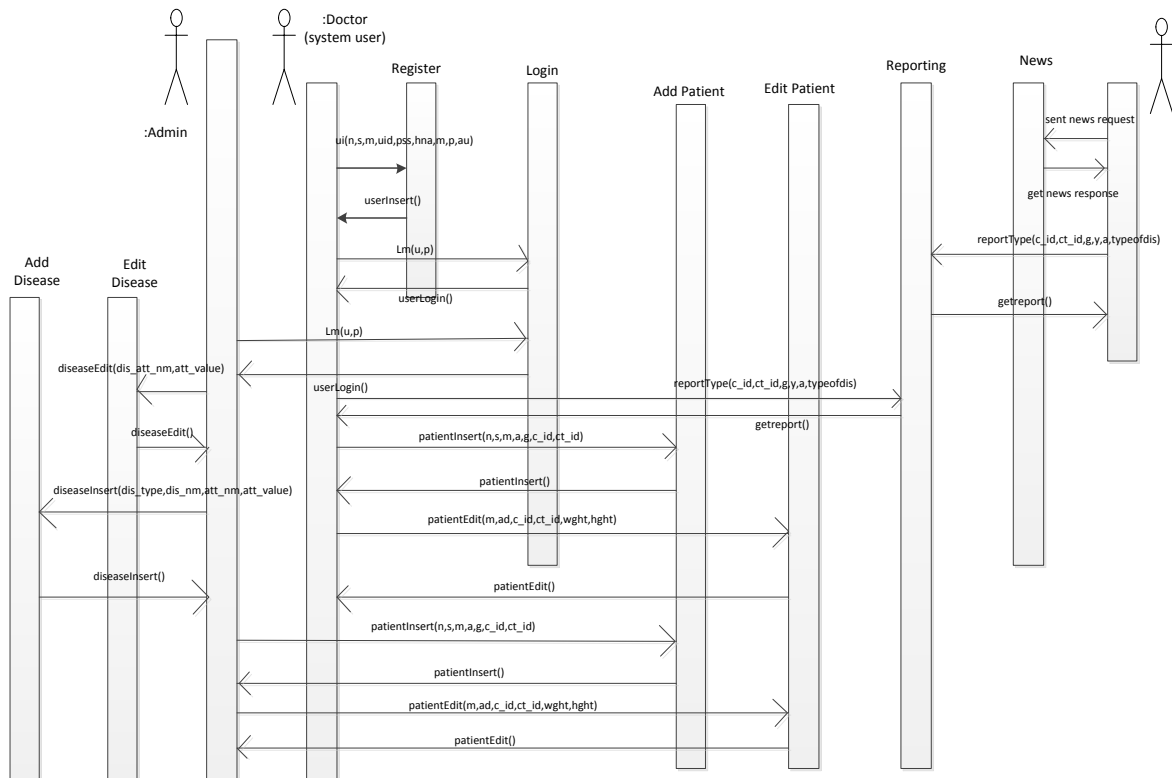 :Doctor
(system user)
Register
Login
Add Patient
Edit Patient
Reporting
News
:Admin
sent news request
ui(n,s,m,uid,pss,hna,m,p,au)
get news response
userInsert()
Lm(u,p)
reportType(c_id,ct_id,g,y,a,typeofdis)
Add
Disease
Edit
Disease
userLogin()
getreport()
Lm(u,p)
diseaseEdit(dis_att_nm,att_value)
userLogin()
reportType(c_id,ct_id,g,y,a,typeofdis)
getreport()
diseaseEdit()
patientInsert(n,s,m,a,g,c_id,ct_id)
patientInsert()
diseaseInsert(dis_type,dis_nm,att_nm,att_value)
patientEdit(m,ad,c_id,ct_id,wght,hght)
diseaseInsert()
patientEdit()
patientInsert(n,s,m,a,g,c_id,ct_id)
patientInsert()
patientEdit(m,ad,c_id,ct_id,wght,hght)
patientEdit()